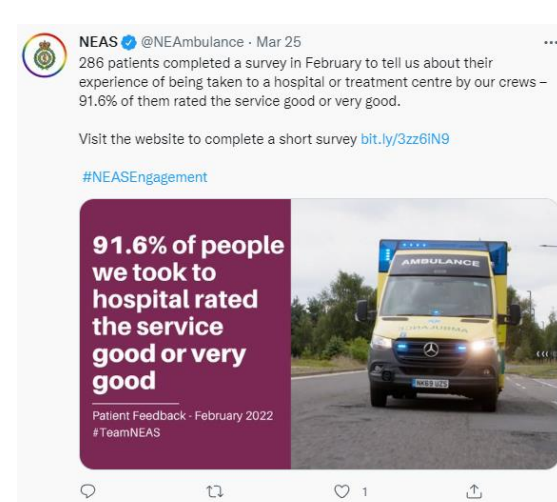 NEAS @NEAmbulance · Mar 25
286 patients completed a survey in February to tell us about their
experience of being taken to a hospital or treatment centre by our crews –
91.6% of them rated the service good or very good.
Visit the website to complete a short survey bit.ly/3zz6iN9
#NEASEngagement
91.6% of people
we took to
hospital rated
the service
good or very
good
Patient Feedback - February 2022
#TeamNEAS
AMBULANCE
NK69 UZS
1